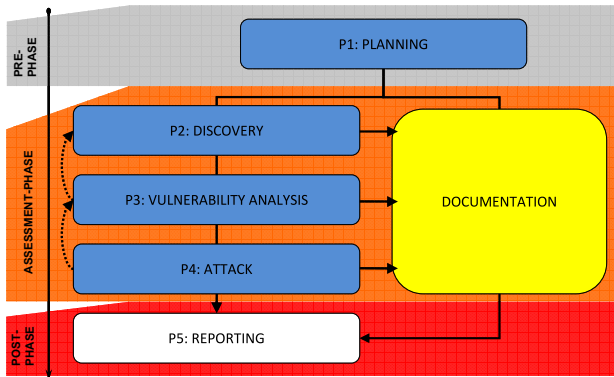 PRE-
PHASE
P1: PLANNING
ASSESSMENT-PHASE
P2: DISCOVERY
P3: VULNERABILITY ANALYSIS
P4: ATTACK
DOCUMENTATION
POST-
PHASE
P5: REPORTING